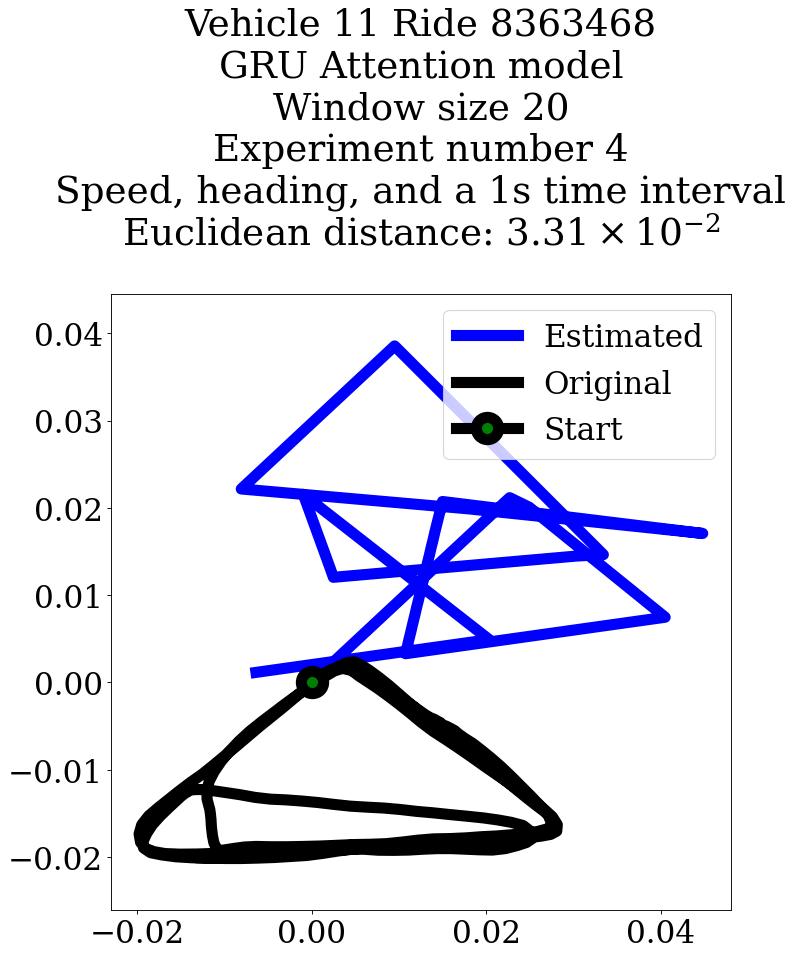 Vehicle 11 Ride 8363468
GRU Attention model
Window size 20
Experiment number 4
Speed, heading, and a 1s time interval
Euclidean distance: 3.31 × 10⁻²
Estimated
Original
Start
0.04
0.03
0.02
0.01
0.00
−0.01
−0.02
−0.02 0.00 0.02 0.04